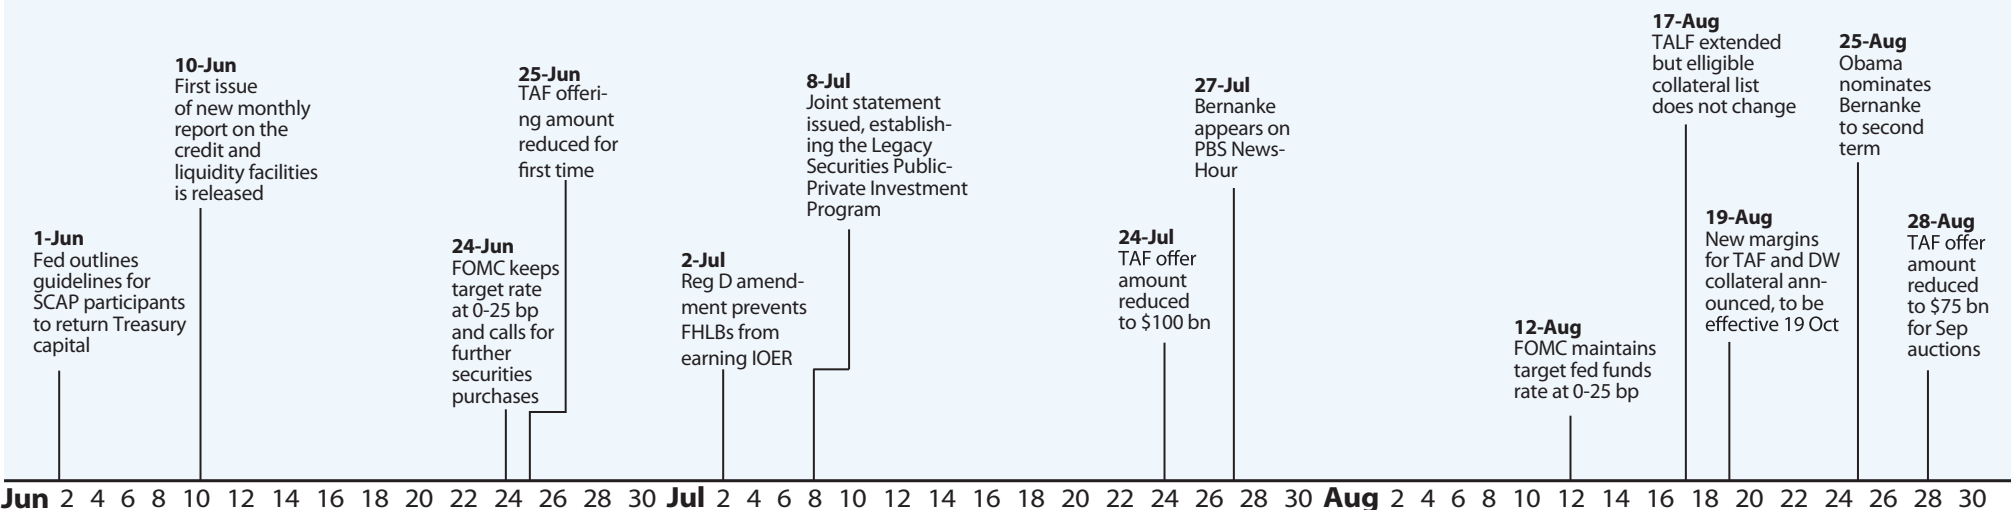 1-Jun
Fed outlines
guidelines for
SCAP participants
to return Treasury
capital
10-Jun
First issue
of new monthly
report on the
credit and
liquidity facilities
is released
24-Jun
FOMC keeps
target rate
at 0-25 bp
and calls for
further
securities
purchases
25-Jun
TAF offeri-
ng amount
reduced for
first time
2-Jul
Reg D amend-
ment prevents
FHLBs from
earning IOER
8-Jul
Joint statement
issued, establish-
ing the Legacy
Securities Public-
Private Investment
Program
24-Jul
TAF offer
amount
reduced
to $100 bn
27-Jul
Bernanke
appears on
PBS News-
Hour
12-Aug
FOMC maintains
target fed funds
rate at 0-25 bp
17-Aug
TALF extended
but elligible
collateral list
does not change
19-Aug
New margins
for TAF and DW
collateral ann-
ounced, to be
effective 19 Oct
25-Aug
Obama
nominates
Bernanke
to second
term
28-Aug
TAF offer
amount
reduced
to $75 bn
for Sep
auctions
Jun 2 4 6 8 10 12 14 16 18 20 22 24 26 28 30 Jul 2 4 6 8 10 12 14 16 18 20 22 24 26 28 30 Aug 2 4 6 8 10 12 14 16 18 20 22 24 26 28 30